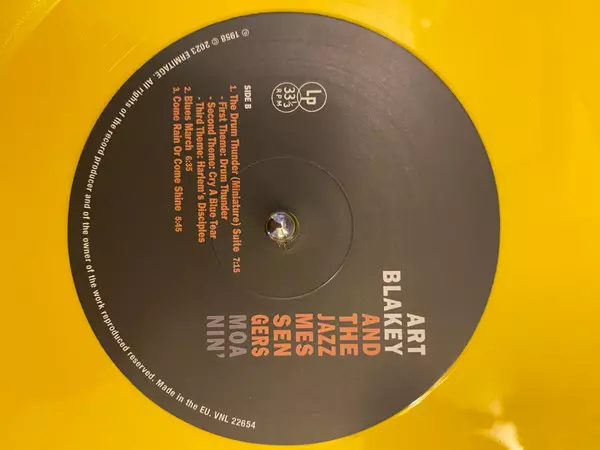 ART
BLAKEY
AND
THE
JAZZ
MES
SEN
GERS
MOA
NIN'
LP
33 1/3
RPM
SIDE B
1. The Drum Thunder (Miniature) Suite 7:15
- First Theme: Drum Thunder
- Second Theme: Cry A Blue Tear
- Third Theme: Harlem's Disciples
2. Blues March 6:35
3. Come Rain Or Come Shine 5:45
℗ 1958 © 2023 ERMITAGE. All rights of the record producer and of the owner of the work reproduced reserved. Made in the EU. VNL 22654